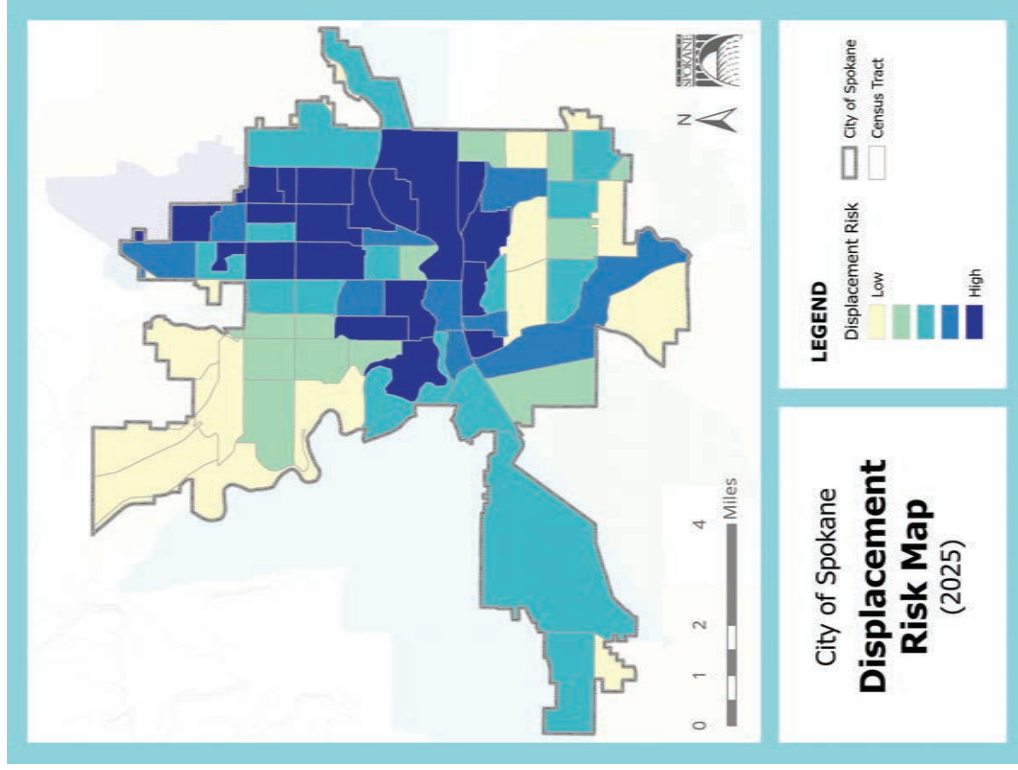 City of Spokane
Displacement
Risk Map
(2025)
LEGEND
Displacement Risk
Low
High
City of Spokane
Census Tract
0
1
2
4
Miles
N
SPOKANE